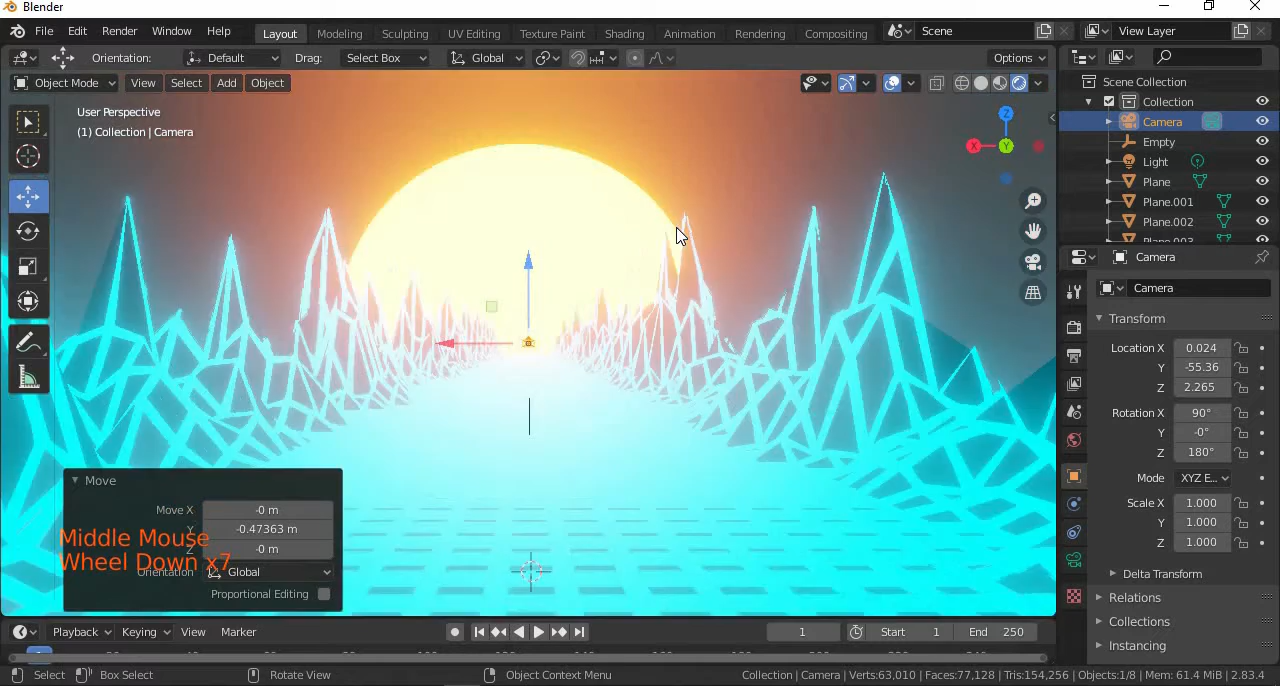 Blender
File Edit Render Window Help Layout Modeling Sculpting UV Editing Texture Paint Shading Animation Rendering Compositing Scene View Layer
Orientation: Default Drag: Select Box Global Options
Object Mode View Select Add Object
User Perspective
(1) Collection | Camera
Z
X
Y
Scene Collection
Collection
Camera
Empty
Light
Plane
Plane.001
Plane.002
Plane.003
Camera
Camera
Transform
Location X 0.024
Y -55.36
Z 2.265
Rotation X 90°
Y -0°
Z 180°
Mode XYZ E...
Scale X 1.000
Y 1.000
Z 1.000
Delta Transform
Relations
Collections
Instancing
Move
Move X -0 m
Y -0.47363 m
Z -0 m
Orientation Global
Proportional Editing
Middle Mouse
Wheel Down x7
Playback Keying View Marker 1 Start 1 End 250
Select Box Select Rotate View Object Context Menu Collection | Camera | Verts:63,010 | Faces:77,128 | Tris:154,256 | Objects:1/8 | Mem: 61.4 MiB | 2.83.4